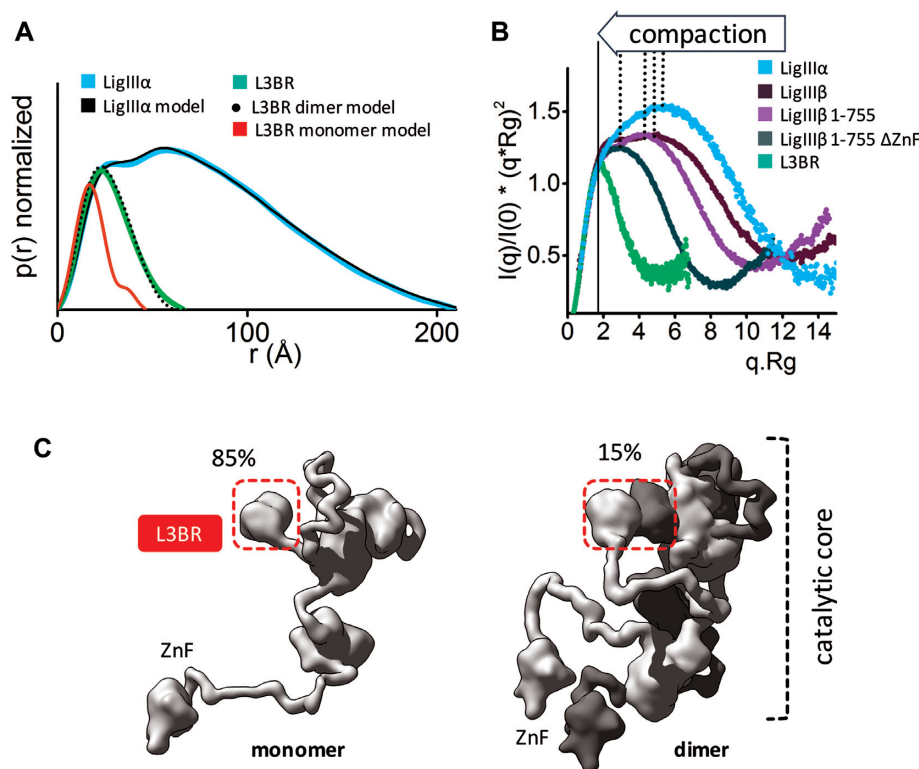 A
LigIIIα
LigIIIα model
L3BR
L3BR dimer model
L3BR monomer model
p(r) normalized
0
100
200
r (Å)
B
compaction
LigIIIα
LigIIIβ
LigIIIβ 1-755
LigIIIβ 1-755 ΔZnF
L3BR
I(q)/I(0) * (q*Rg)²
1.5
1.0
0.5
0
2
4
6
8
10
12
14
q.Rg
C
85%
15%
L3BR
ZnF
ZnF
catalytic core
monomer
dimer